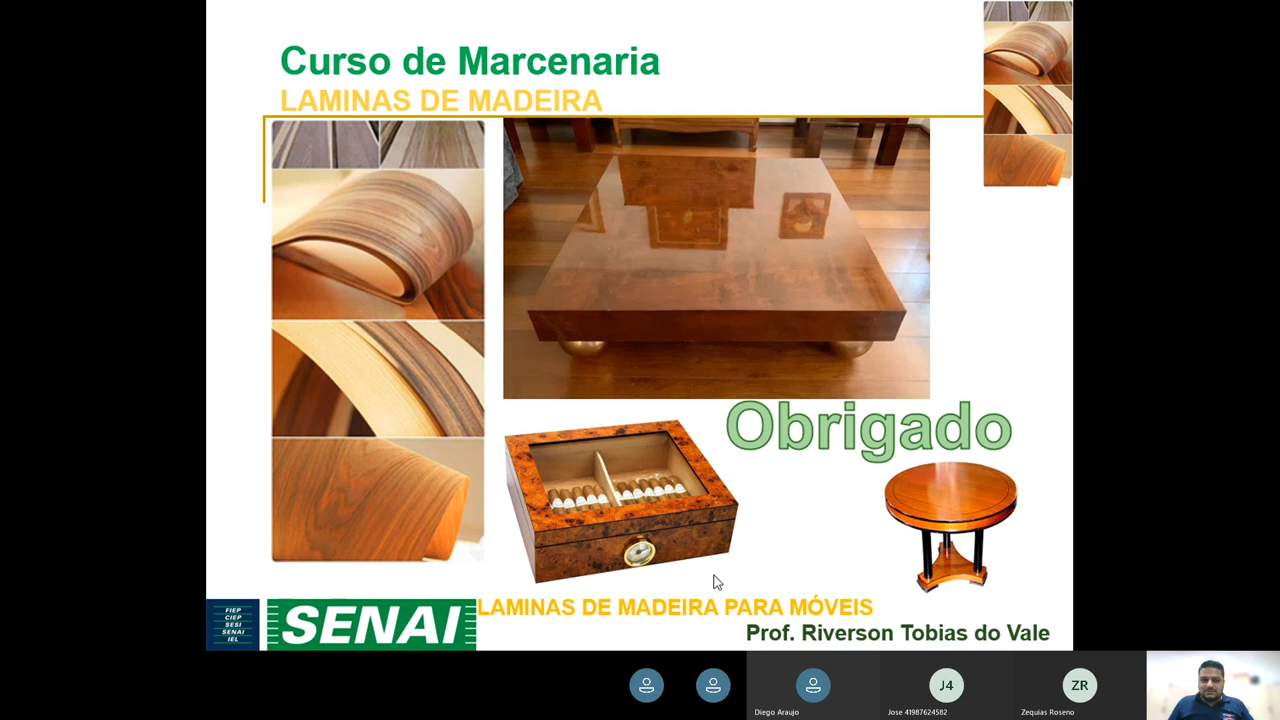 Curso de Marcenaria
LAMINAS DE MADEIRA
Obrigado
FIEP
CIEP
SESI
SENAI
IEL
SENAI
LAMINAS DE MADEIRA PARA MÓVEIS
Prof. Riverson Tobias do Vale
J4
ZR
Diego Araujo
Jose 41987624582
Zequias Roseno